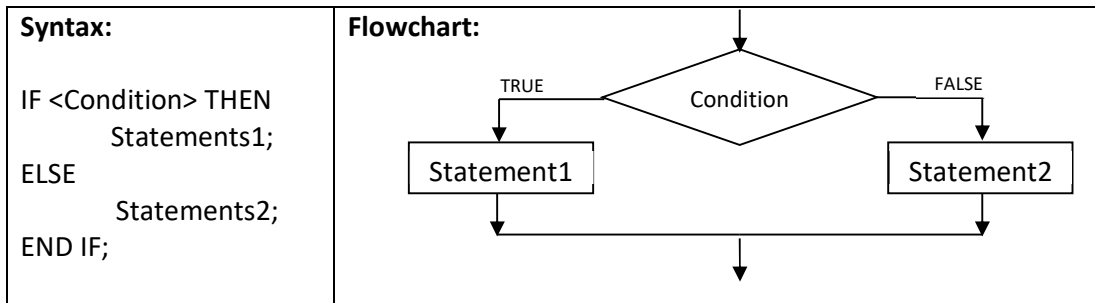 Syntax:
IF <Condition> THEN
Statements1;
ELSE
Statements2;
END IF;
Flowchart:
TRUE
Condition
FALSE
Statement1
Statement2